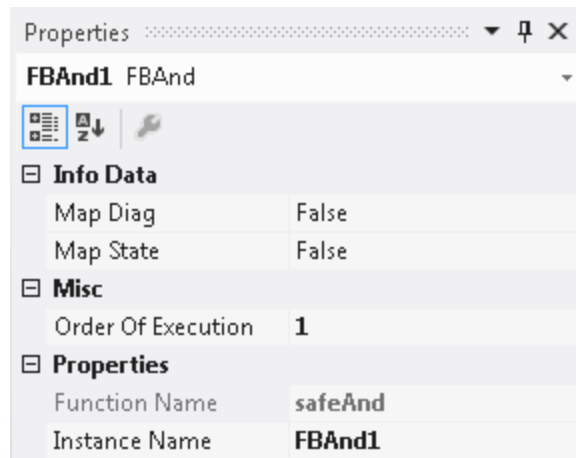 Properties
FBAnd1 FBAnd
Info Data
Map Diag False
Map State False
Misc
Order Of Execution 1
Properties
Function Name safeAnd
Instance Name FBAnd1